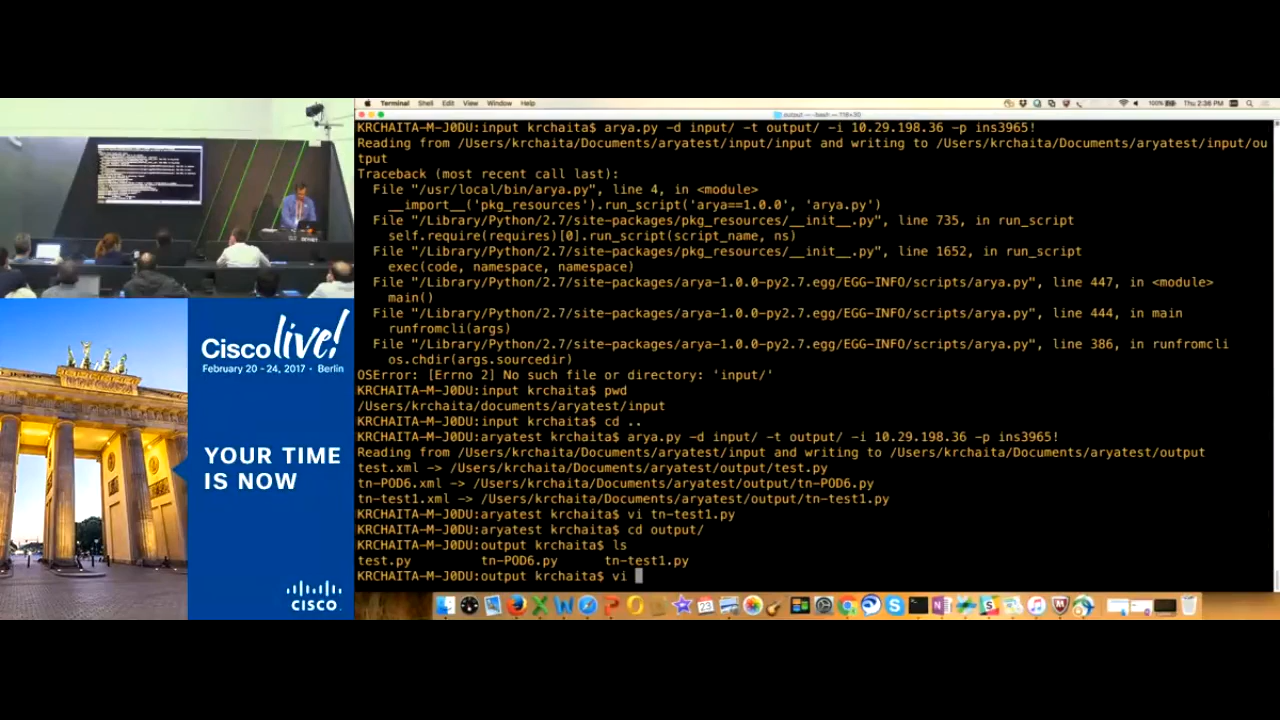 Terminal Shell Edit View Window Help
100%
Thu 2:36 PM
KRCHAITA-M-J0DU:input krchaita$ arya.py -d input/ -t output/ -i 10.29.198.36 -p ins3965!
Reading from /Users/krchaita/Documents/aryatest/input/input and writing to /Users/krchaita/Documents/aryatest/input/ou
tput
Traceback (most recent call last):
File "/usr/local/bin/arya.py", line 4, in <module>
__import__('pkg_resources').run_script('arya==1.0.0', 'arya.py')
File "/Library/Python/2.7/site-packages/pkg_resources/__init__.py", line 735, in run_script
self.require(requires)[0].run_script(script_name, ns)
File "/Library/Python/2.7/site-packages/pkg_resources/__init__.py", line 1652, in run_script
exec(code, namespace, namespace)
File "/Library/Python/2.7/site-packages/arya-1.0.0-py2.7.egg/EGG-INFO/scripts/arya.py", line 447, in <module>
main()
File "/Library/Python/2.7/site-packages/arya-1.0.0-py2.7.egg/EGG-INFO/scripts/arya.py", line 444, in main
runfromcli(args)
File "/Library/Python/2.7/site-packages/arya-1.0.0-py2.7.egg/EGG-INFO/scripts/arya.py", line 386, in runfromcli
os.chdir(args.sourcedir)
OSError: [Errno 2] No such file or directory: 'input/'
KRCHAITA-M-J0DU:input krchaita$ pwd
/Users/krchaita/documents/aryatest/input
KRCHAITA-M-J0DU:input krchaita$ cd ..
KRCHAITA-M-J0DU:aryatest krchaita$ arya.py -d input/ -t output/ -i 10.29.198.36 -p ins3965!
Reading from /Users/krchaita/Documents/aryatest/input and writing to /Users/krchaita/Documents/aryatest/output
test.xml -> /Users/krchaita/Documents/aryatest/output/test.py
tn-POD6.xml -> /Users/krchaita/Documents/aryatest/output/tn-POD6.py
tn-test1.xml -> /Users/krchaita/Documents/aryatest/output/tn-test1.py
KRCHAITA-M-J0DU:aryatest krchaita$ vi tn-test1.py
KRCHAITA-M-J0DU:aryatest krchaita$ cd output/
KRCHAITA-M-J0DU:output krchaita$ ls
test.py tn-POD6.py tn-test1.py
KRCHAITA-M-J0DU:output krchaita$ vi
Cisco live!
February 20 - 24, 2017 · Berlin
YOUR TIME
IS NOW
CISCO